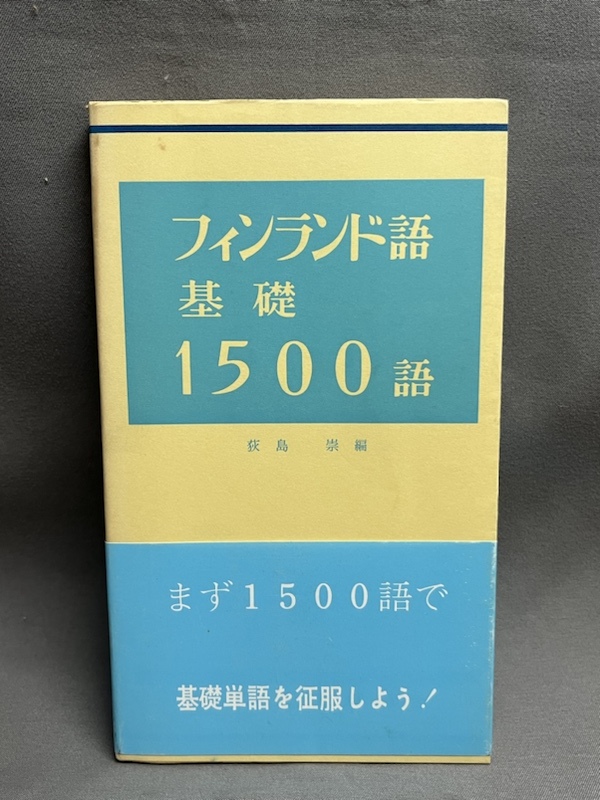 フィンランド語
基礎
1500語
荻島 崇編
まず1500語で
基礎単語を征服しよう!